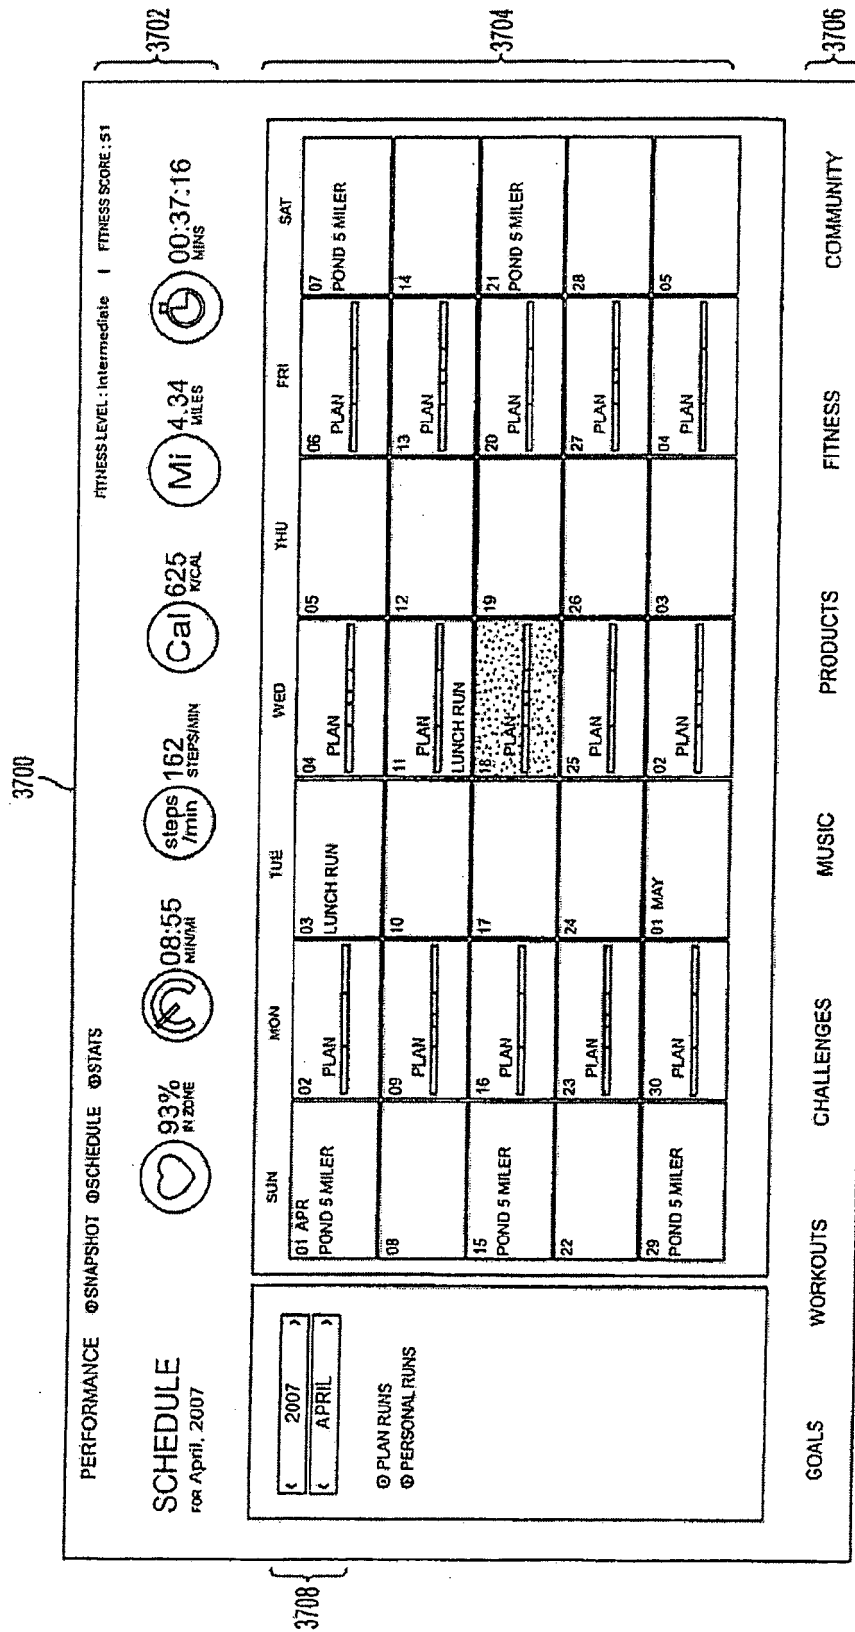 3700
3702
PERFORMANCE SNAPSHOT SCHEDULE STATS
FITNESS LEVEL : Intermediate | FITNESS SCORE : 51
SCHEDULE
FOR April, 2007
93%
IN ZONE
08:55
MIN/MI
steps
/min
162
STEPS/MIN
Cal
625
K/CAL
Mi
4.34
MILES
00:37:16
MINS
3704
3708
‹ 2007 ›
‹ APRIL ›
PLAN RUNS
PERSONAL RUNS
SUN MON TUE WED THU FRI SAT
01 APR 02 03 04 05 06 07
POND 5 MILER PLAN LUNCH RUN PLAN PLAN POND 5 MILER
08 09 10 11 12 13 14
PLAN PLAN PLAN
LUNCH RUN
15 16 17 18 19 20 21
POND 5 MILER PLAN PLAN PLAN POND 5 MILER
22 23 24 25 26 27 28
PLAN PLAN PLAN
29 30 01 MAY 02 03 04 05
POND 5 MILER PLAN PLAN PLAN
3706
GOALS WORKOUTS CHALLENGES MUSIC PRODUCTS FITNESS COMMUNITY